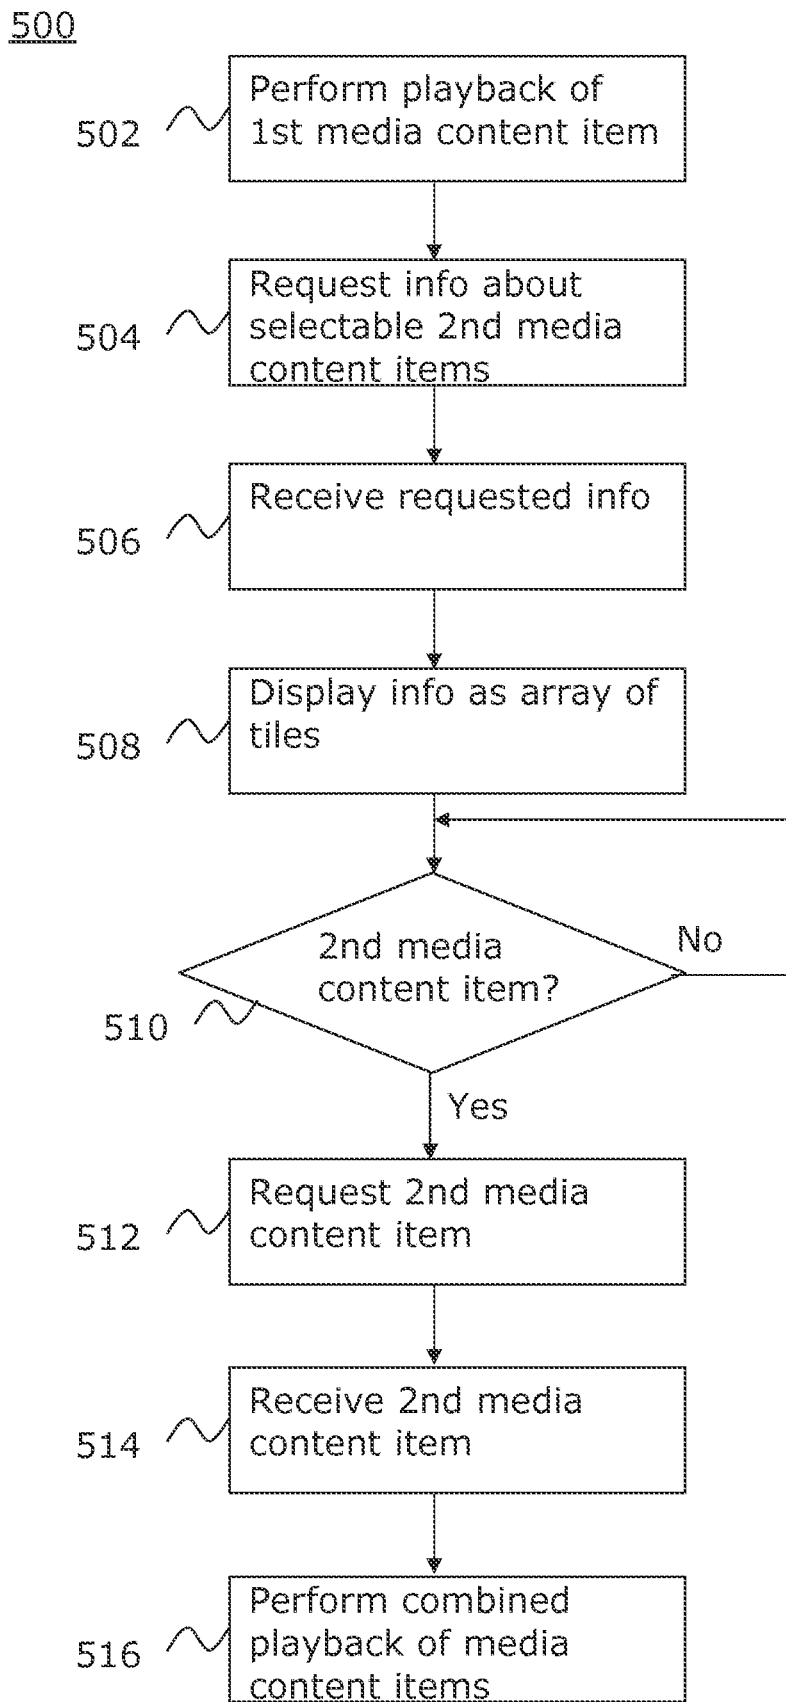 500
Perform playback of
1st media content item
502
Request info about
selectable 2nd media
content items
504
Receive requested info
506
Display info as array of
tiles
508
2nd media
content item?
No
510
Yes
Request 2nd media
content item
512
Receive 2nd media
content item
514
Perform combined
playback of media
content items
516